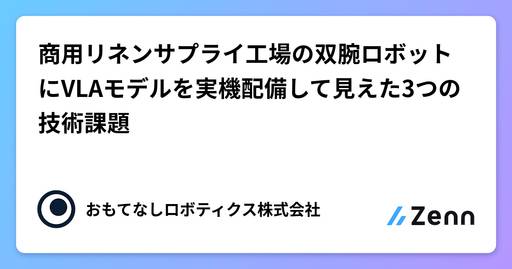 商用リネンサプライ工場の双腕ロボット
にVLAモデルを実機配備して見えた3つの
技術課題
おもてなしロボティクス株式会社
Zenn